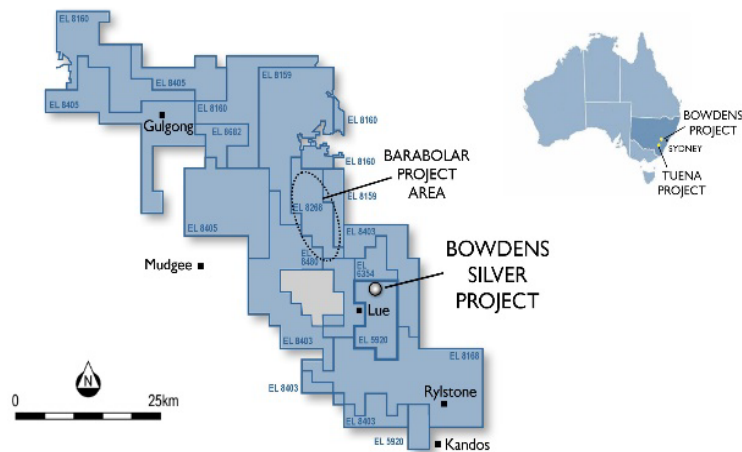 EL 8160
EL 8405
EL 8159
EL 8405
EL 8160
Gulgong
EL 8682
EL 8160
EL 8160
BARABOLAR
PROJECT
AREA
EL 8159
EL 8268
EL 8405
EL 8403
Mudgee
EL 8480
EL
6354
BOWDENS
SILVER
PROJECT
Lue
EL 8403
EL 5920
EL 8168
EL 8403
Rylstone
EL 8403
EL 5920
Kandos
N
0
25km
BOWDENS
PROJECT
SYDNEY
TUENA
PROJECT